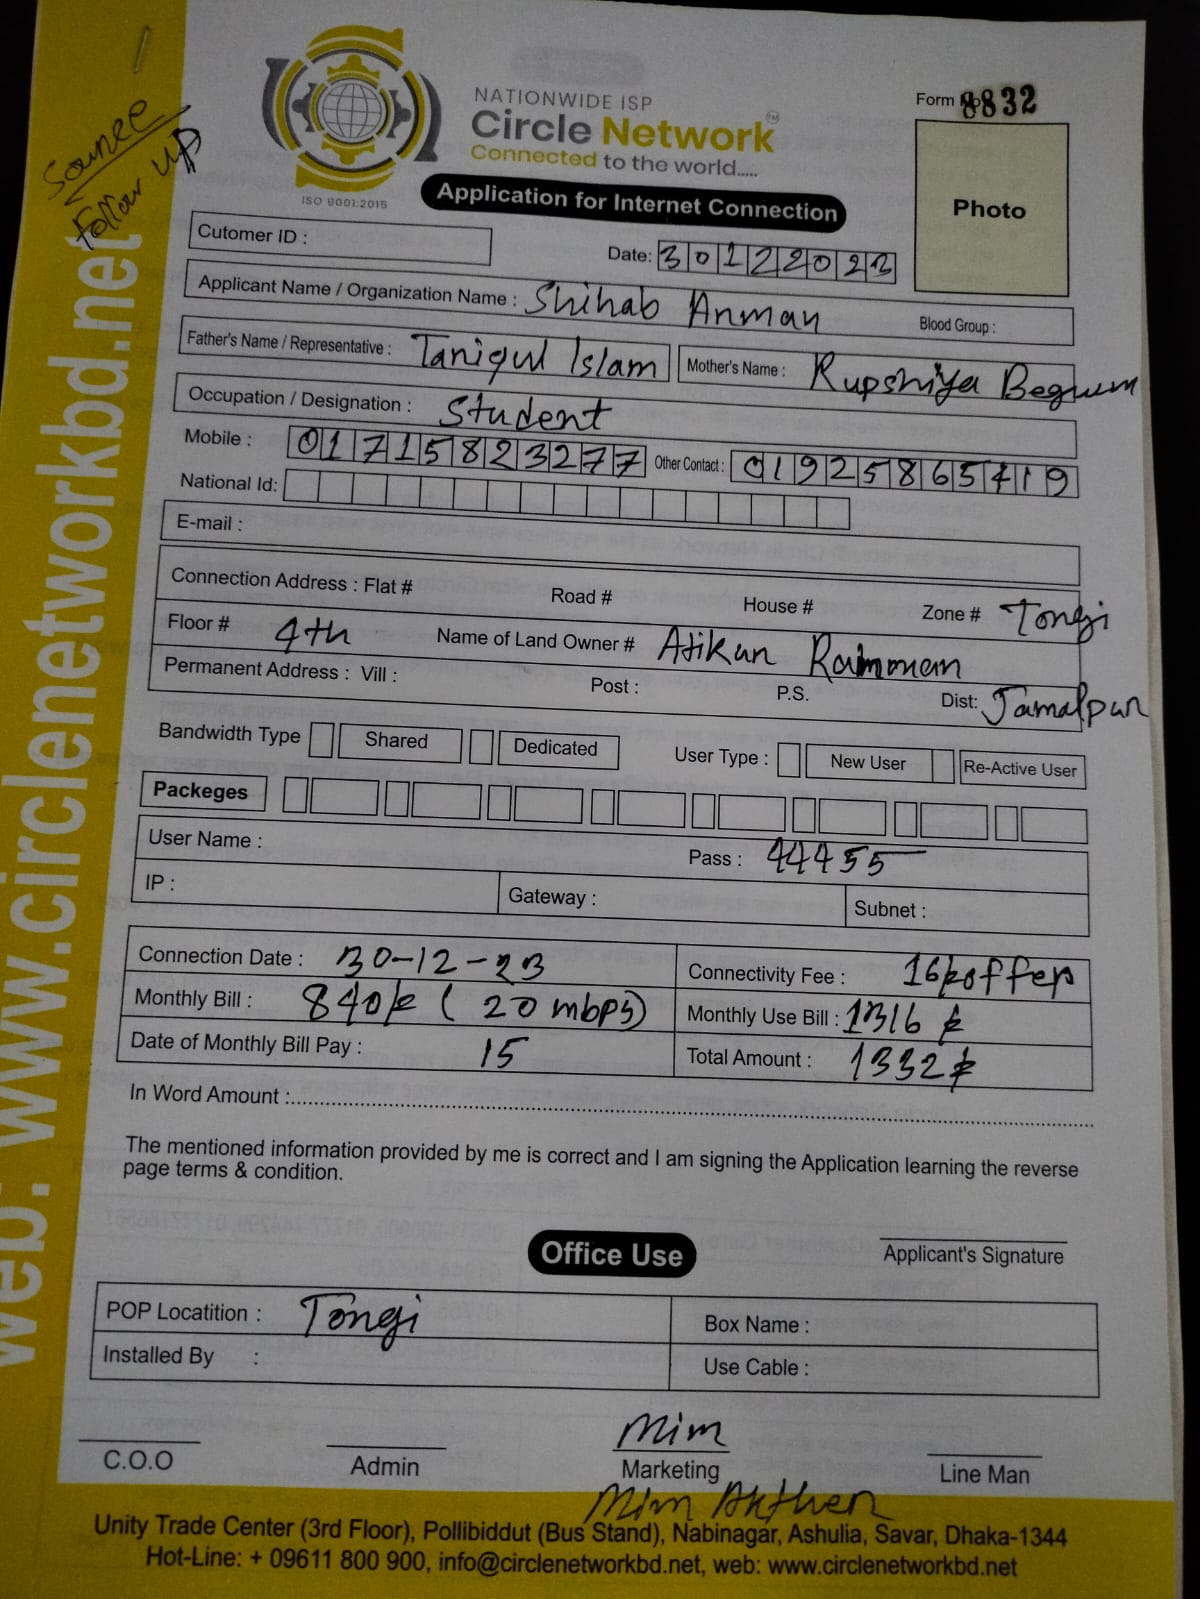 Source
Follow UP
NATIONWIDE ISP
Circle Network TM
Connected to the world.....
ISO 9001:2015
Application for Internet Connection
Form 8832
Photo
Cutomer ID :
Date: 30122023
Applicant Name / Organization Name : Shihab Anman Blood Group :
Father's Name / Representative : Taniqul Islam Mother's Name : Rupshiya Begum
Occupation / Designation : Student
Mobile : 01715823277 Other Contact : 01925865419
National Id:
E-mail :
Connection Address : Flat # Road # House # Zone # Tongi
Floor # 4th Name of Land Owner # Atikun Rahman
Permanent Address : Vill : Post : P.S. Dist: Jamalpur
Bandwidth Type Shared Dedicated User Type : New User Re-Active User
Packeges
User Name : Pass : 44455
IP : Gateway : Subnet :
Connection Date : 30-12-23 Connectivity Fee : 16 offer
Monthly Bill : 840 (20 mbps) Monthly Use Bill : 1316
Date of Monthly Bill Pay : 15 Total Amount : 1332
In Word Amount :
The mentioned information provided by me is correct and I am signing the Application learning the reverse
page terms & condition.
Applicant's Signature
Office Use
POP Locatition : Tongi Box Name :
Installed By : Use Cable :
Mim
C.O.O Admin Marketing Line Man
Mim Akther
Unity Trade Center (3rd Floor), Pollibiddut (Bus Stand), Nabinagar, Ashulia, Savar, Dhaka-1344
Hot-Line: + 09611 800 900, info@circlenetworkbd.net, web: www.circlenetworkbd.net
web: www.circlenetworkbd.net